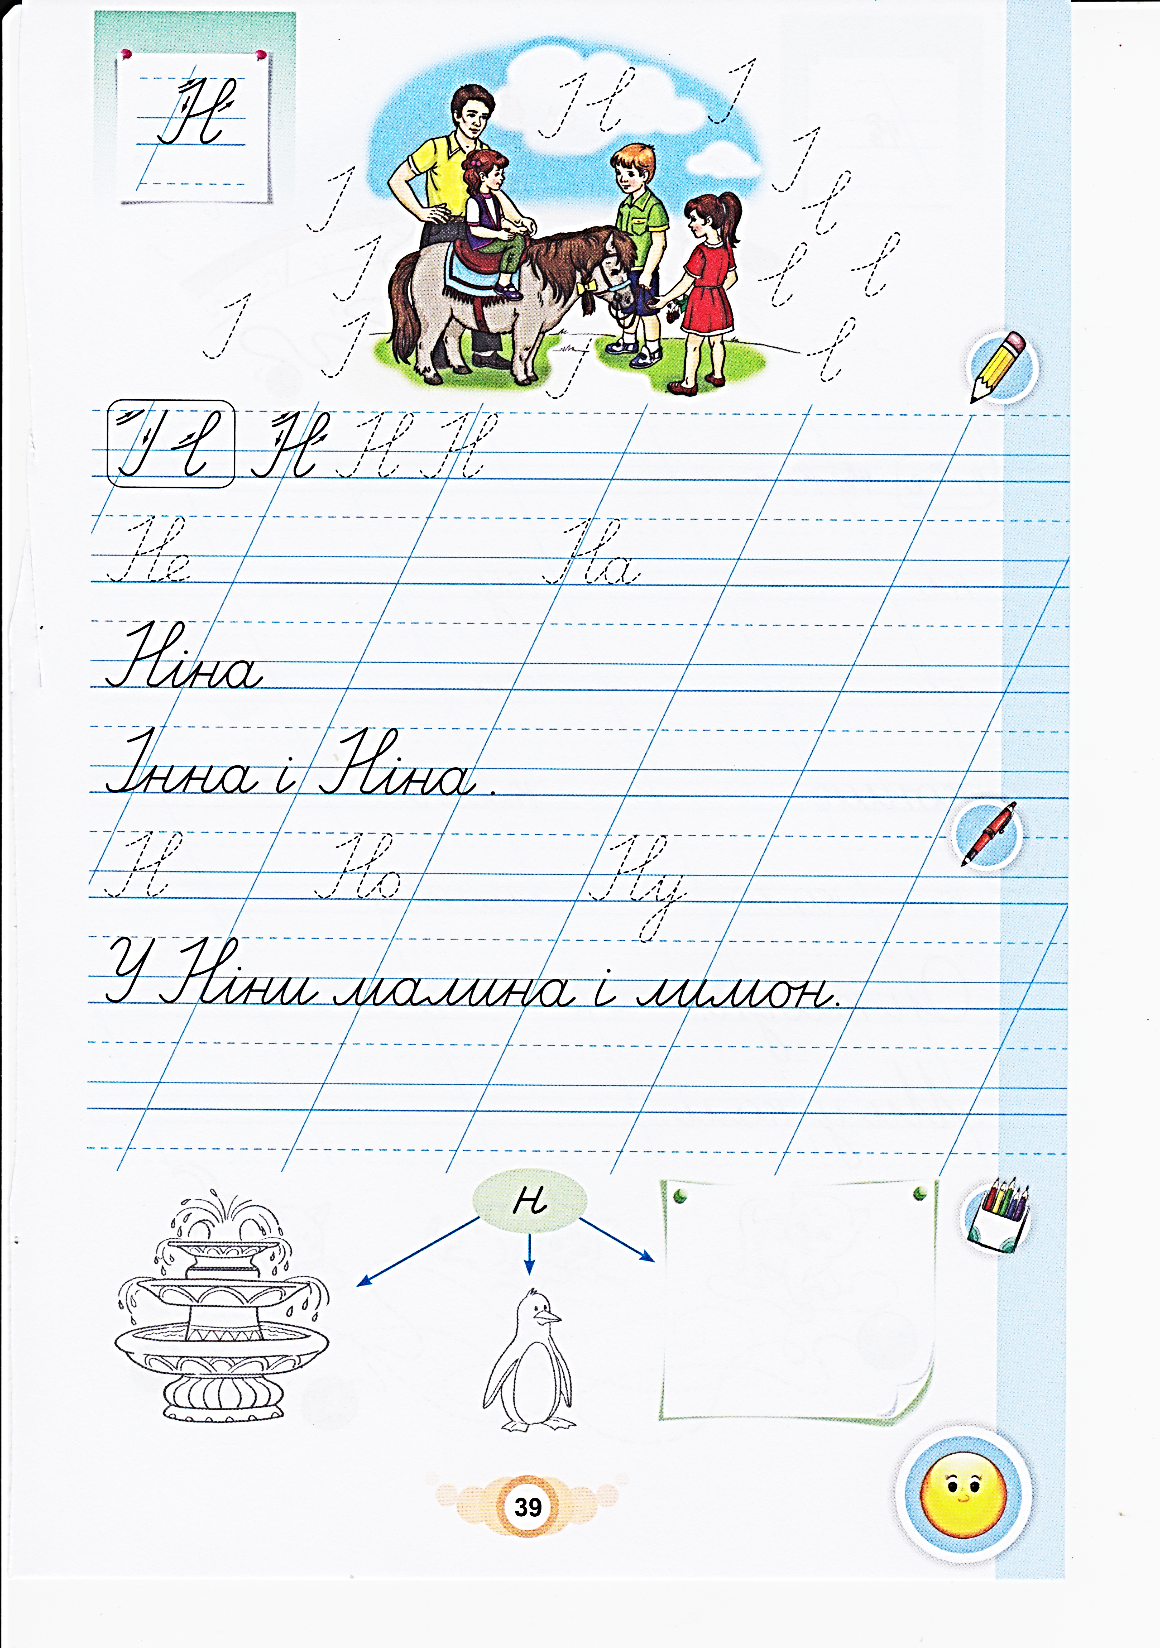 Н
Н
Н Н Н Н
Не На
Ніна
Інна і Ніна.
Н Но Ну
У Ніни малина і лимон.
н
39